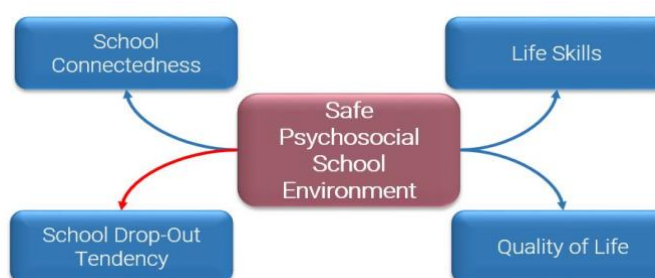 School
Connectedness
Life Skills
Safe
Psychosocial
School
Environment
School Drop-Out
Tendency
Quality of Life